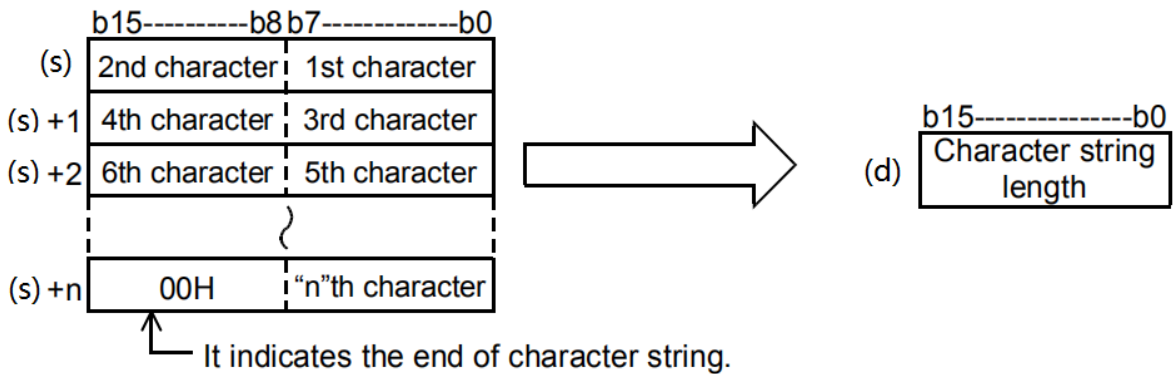 b15----------b8 b7-------------b0
(s) 2nd character 1st character
(s) +1 4th character 3rd character
(s) +2 6th character 5th character
(s) +n 00H “n”th character
It indicates the end of character string.
b15---------------b0
(d) Character string
length